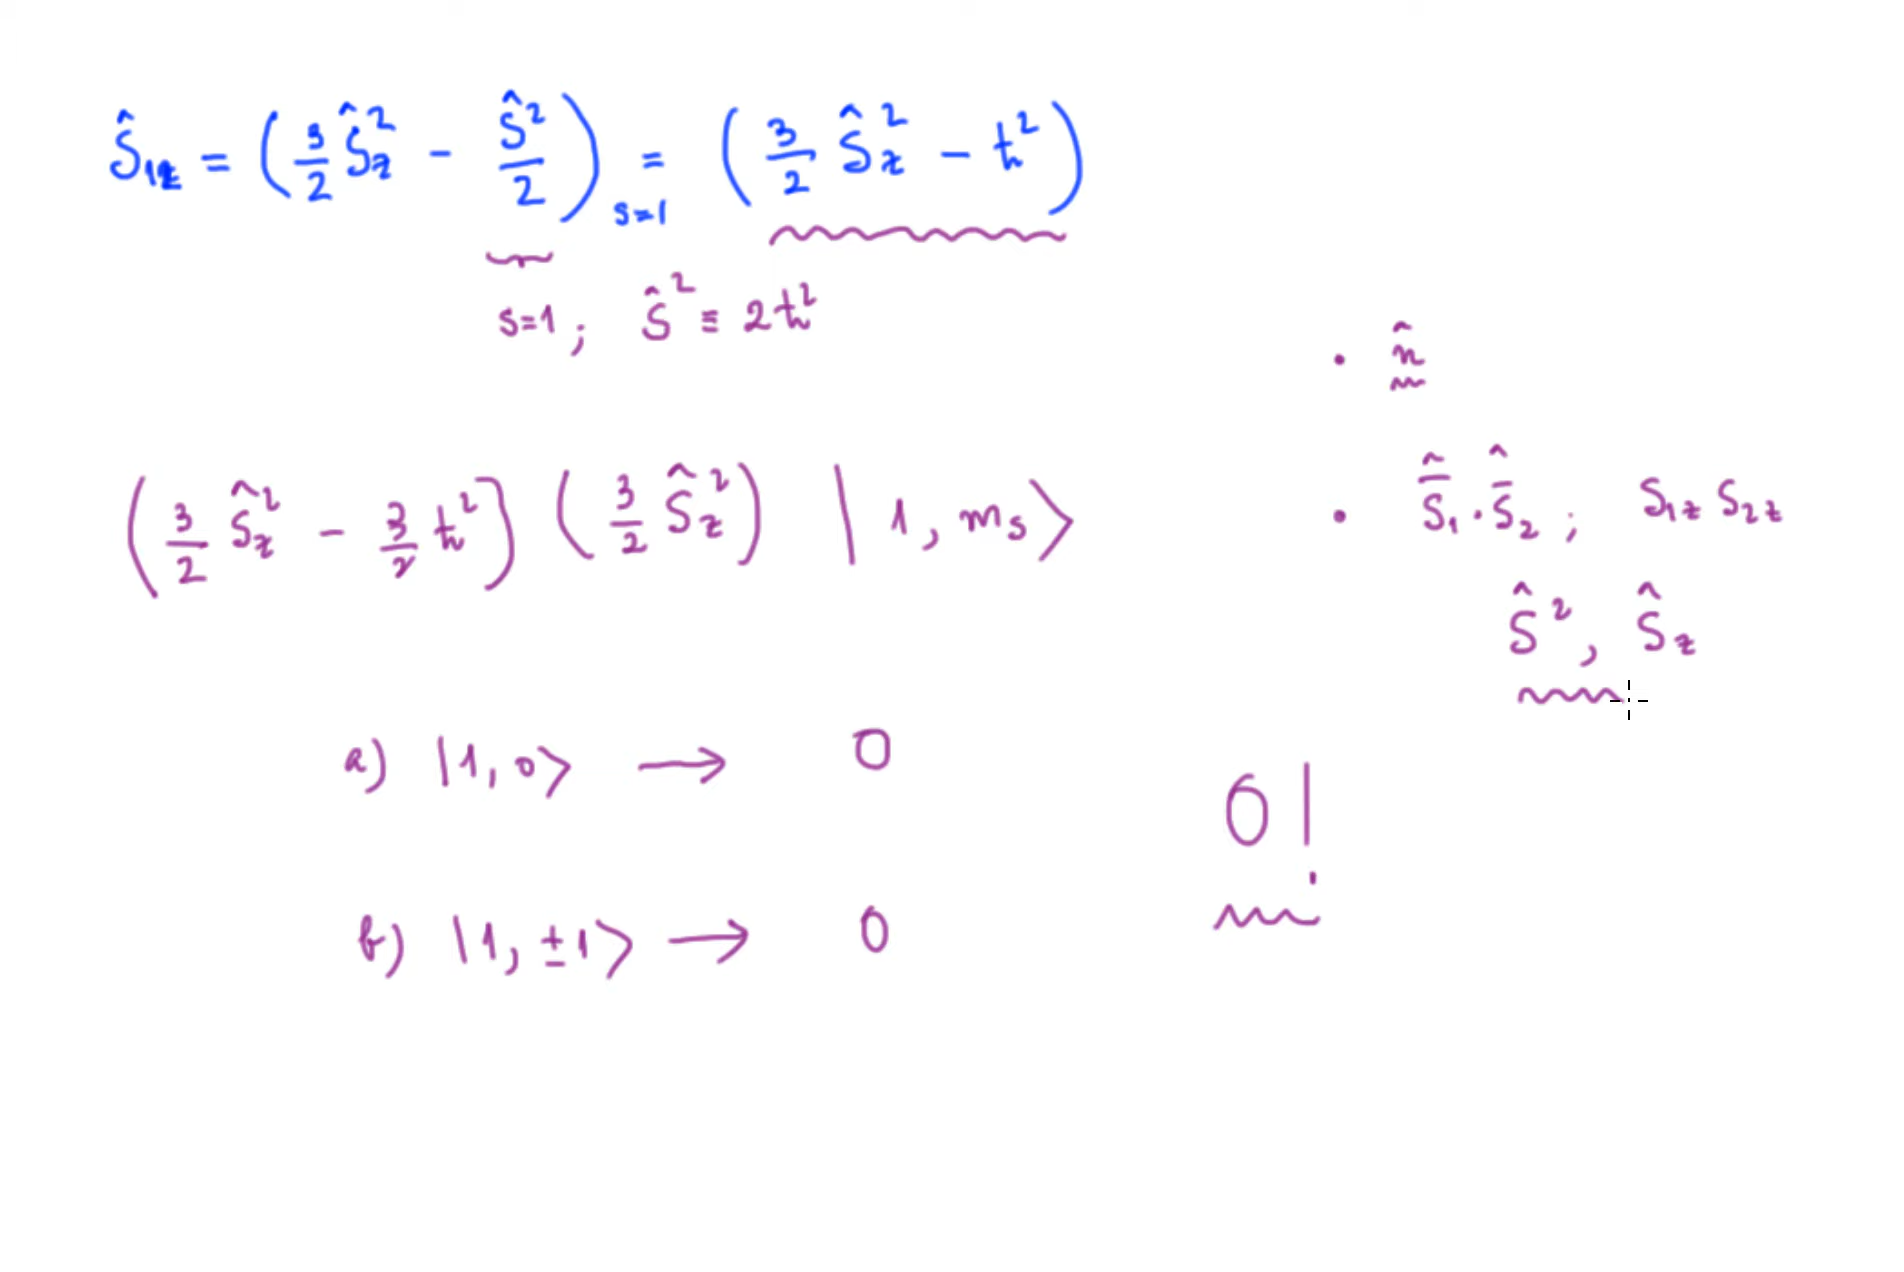 Ŝ₁z = (3/2 Ŝz² - Ŝ²/2)ₛ₌₁ = (3/2 Ŝz² - ħ²)
s=1; Ŝ² ≡ 2ħ²
· n̂
(3/2 Ŝz² - 3/2 ħ²) (3/2 Ŝz²) |1, mₛ⟩
· Ŝ₁ · Ŝ₂ ; S₁z S₂z
Ŝ², Ŝz
a) |1, 0⟩ → 0
0!
b) |1, ±1⟩ → 0